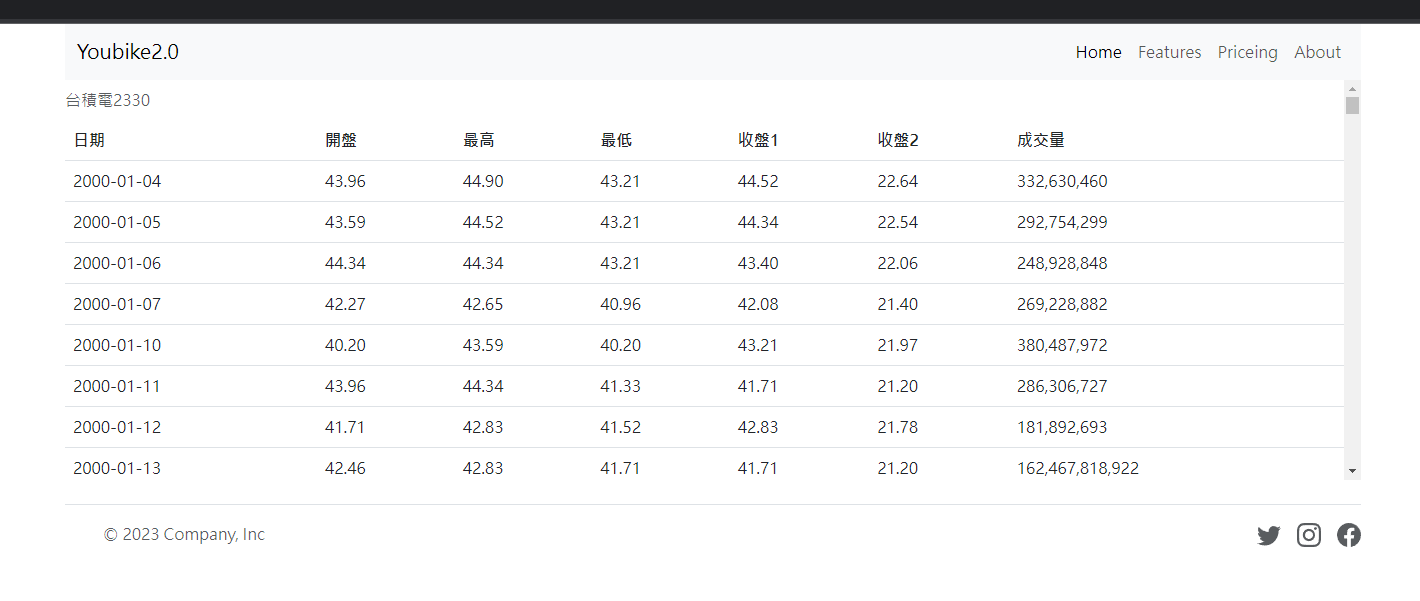 Youbike2.0 Home Features Priceing About
台積電2330
日期 開盤 最高 最低 收盤1 收盤2 成交量
2000-01-04 43.96 44.90 43.21 44.52 22.64 332,630,460
2000-01-05 43.59 44.52 43.21 44.34 22.54 292,754,299
2000-01-06 44.34 44.34 43.21 43.40 22.06 248,928,848
2000-01-07 42.27 42.65 40.96 42.08 21.40 269,228,882
2000-01-10 40.20 43.59 40.20 43.21 21.97 380,487,972
2000-01-11 43.96 44.34 41.33 41.71 21.20 286,306,727
2000-01-12 41.71 42.83 41.52 42.83 21.78 181,892,693
2000-01-13 42.46 42.83 41.71 41.71 21.20 162,467,818,922
© 2023 Company, Inc